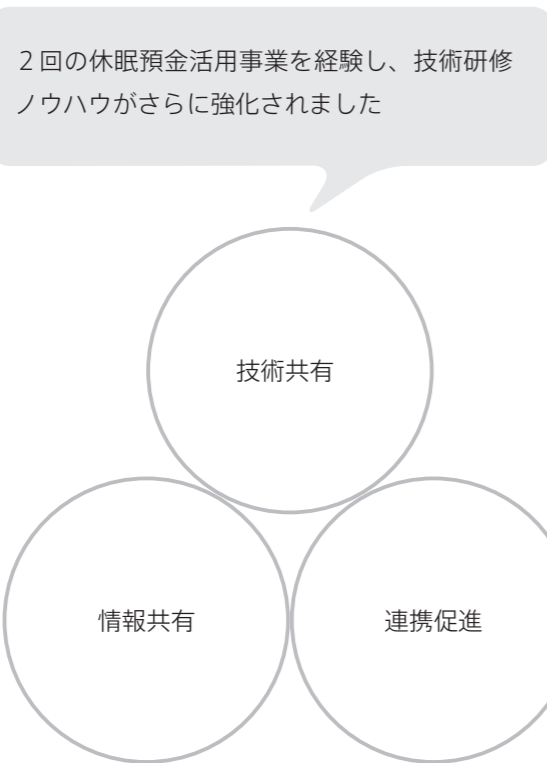 ２回の休眠預金活用事業を経験し、技術研修
ノウハウがさらに強化されました
技術共有
情報共有
連携促進